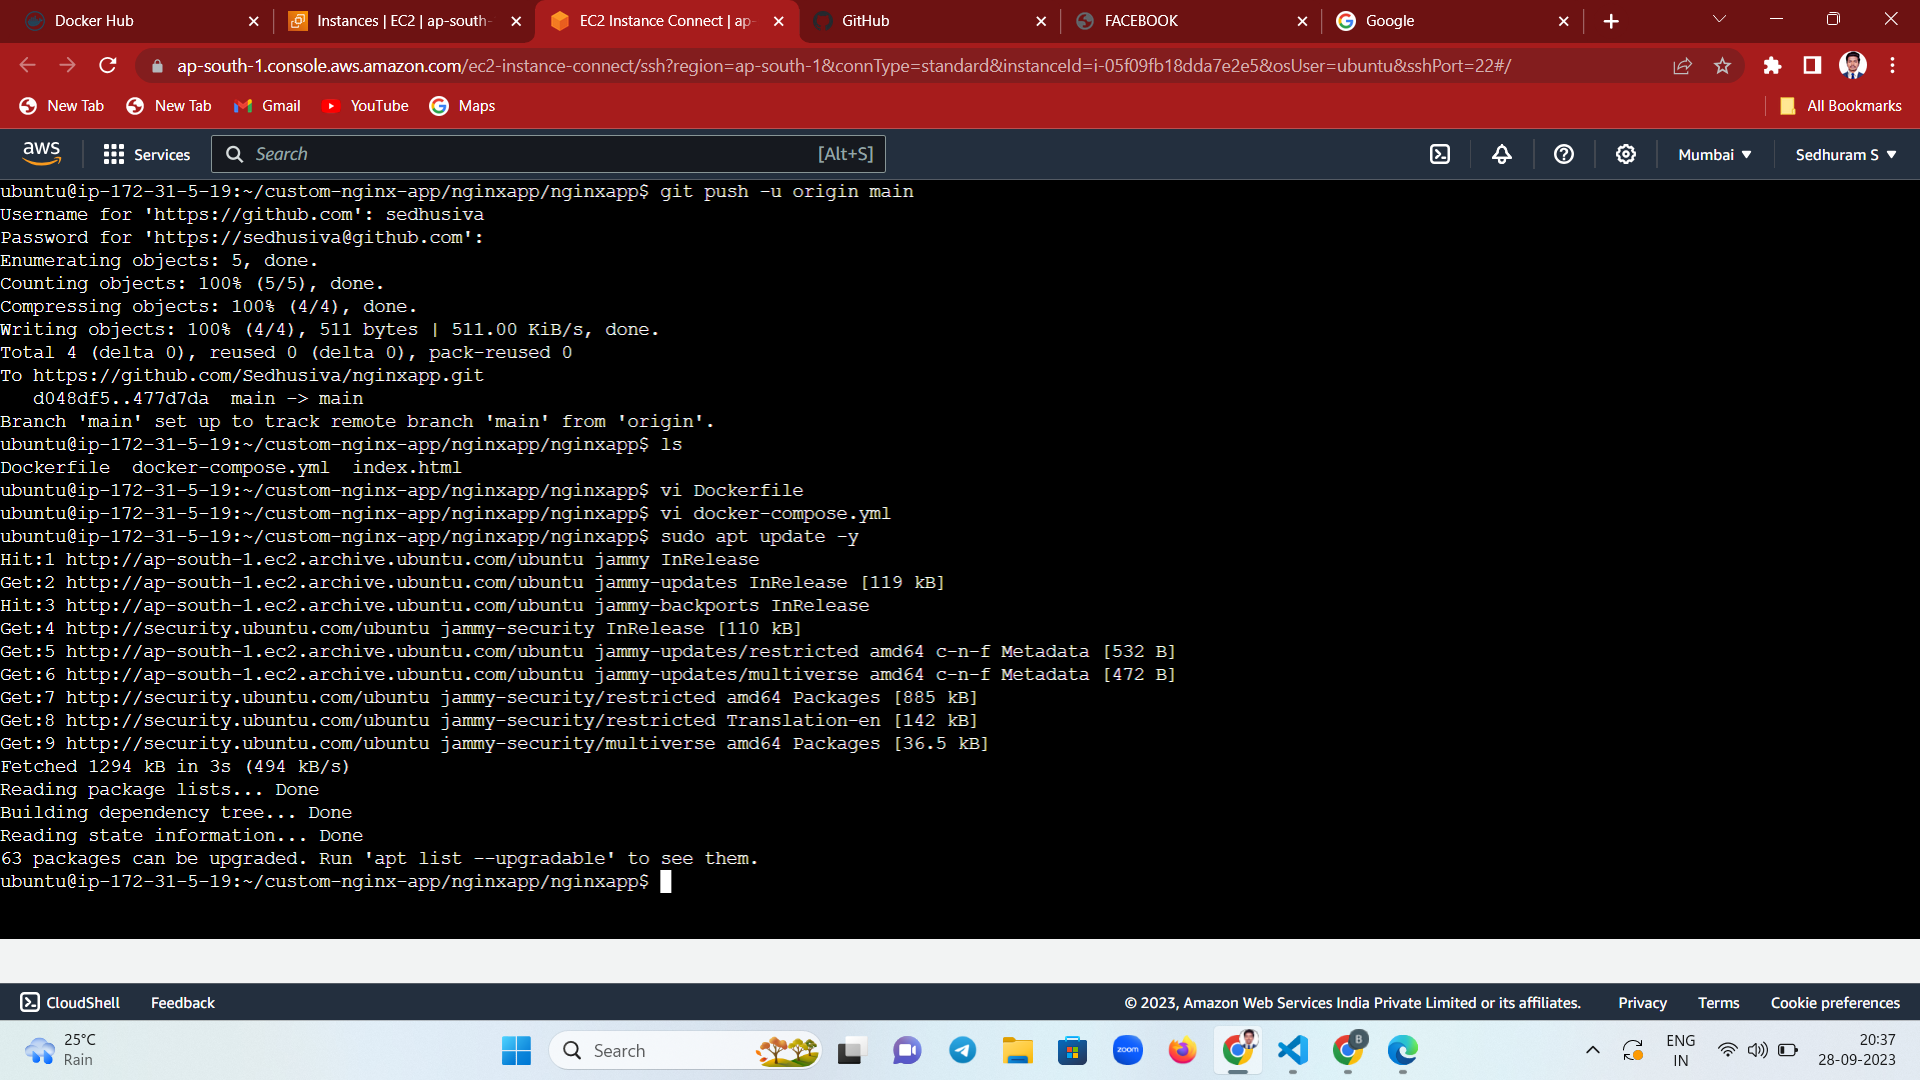 Docker Hub
Instances | EC2 | ap-south-
EC2 Instance Connect | ap-
GitHub
FACEBOOK
Google
ap-south-1.console.aws.amazon.com/ec2-instance-connect/ssh?region=ap-south-1&connType=standard&instanceId=i-05f09fb18dda7e2e5&osUser=ubuntu&sshPort=22#/
New Tab
New Tab
Gmail
YouTube
Maps
All Bookmarks
aws
Services
Search
[Alt+S]
Mumbai
Sedhuram S
ubuntu@ip-172-31-5-19:~/custom-nginx-app/nginxapp/nginxapp$ git push -u origin main
Username for 'https://github.com': sedhusiva
Password for 'https://sedhusiva@github.com':
Enumerating objects: 5, done.
Counting objects: 100% (5/5), done.
Compressing objects: 100% (4/4), done.
Writing objects: 100% (4/4), 511 bytes | 511.00 KiB/s, done.
Total 4 (delta 0), reused 0 (delta 0), pack-reused 0
To https://github.com/Sedhusiva/nginxapp.git
   d048df5..477d7da  main -> main
Branch 'main' set up to track remote branch 'main' from 'origin'.
ubuntu@ip-172-31-5-19:~/custom-nginx-app/nginxapp/nginxapp$ ls
Dockerfile  docker-compose.yml  index.html
ubuntu@ip-172-31-5-19:~/custom-nginx-app/nginxapp/nginxapp$ vi Dockerfile
ubuntu@ip-172-31-5-19:~/custom-nginx-app/nginxapp/nginxapp$ vi docker-compose.yml
ubuntu@ip-172-31-5-19:~/custom-nginx-app/nginxapp/nginxapp$ sudo apt update -y
Hit:1 http://ap-south-1.ec2.archive.ubuntu.com/ubuntu jammy InRelease
Get:2 http://ap-south-1.ec2.archive.ubuntu.com/ubuntu jammy-updates InRelease [119 kB]
Hit:3 http://ap-south-1.ec2.archive.ubuntu.com/ubuntu jammy-backports InRelease
Get:4 http://security.ubuntu.com/ubuntu jammy-security InRelease [110 kB]
Get:5 http://ap-south-1.ec2.archive.ubuntu.com/ubuntu jammy-updates/restricted amd64 c-n-f Metadata [532 B]
Get:6 http://ap-south-1.ec2.archive.ubuntu.com/ubuntu jammy-updates/multiverse amd64 c-n-f Metadata [472 B]
Get:7 http://security.ubuntu.com/ubuntu jammy-security/restricted amd64 Packages [885 kB]
Get:8 http://security.ubuntu.com/ubuntu jammy-security/restricted Translation-en [142 kB]
Get:9 http://security.ubuntu.com/ubuntu jammy-security/multiverse amd64 Packages [36.5 kB]
Fetched 1294 kB in 3s (494 kB/s)
Reading package lists... Done
Building dependency tree... Done
Reading state information... Done
63 packages can be upgraded. Run 'apt list --upgradable' to see them.
ubuntu@ip-172-31-5-19:~/custom-nginx-app/nginxapp/nginxapp$
CloudShell
Feedback
© 2023, Amazon Web Services India Private Limited or its affiliates.
Privacy
Terms
Cookie preferences
25°C
Rain
Search
zoom
B
ENG
IN
20:37
28-09-2023